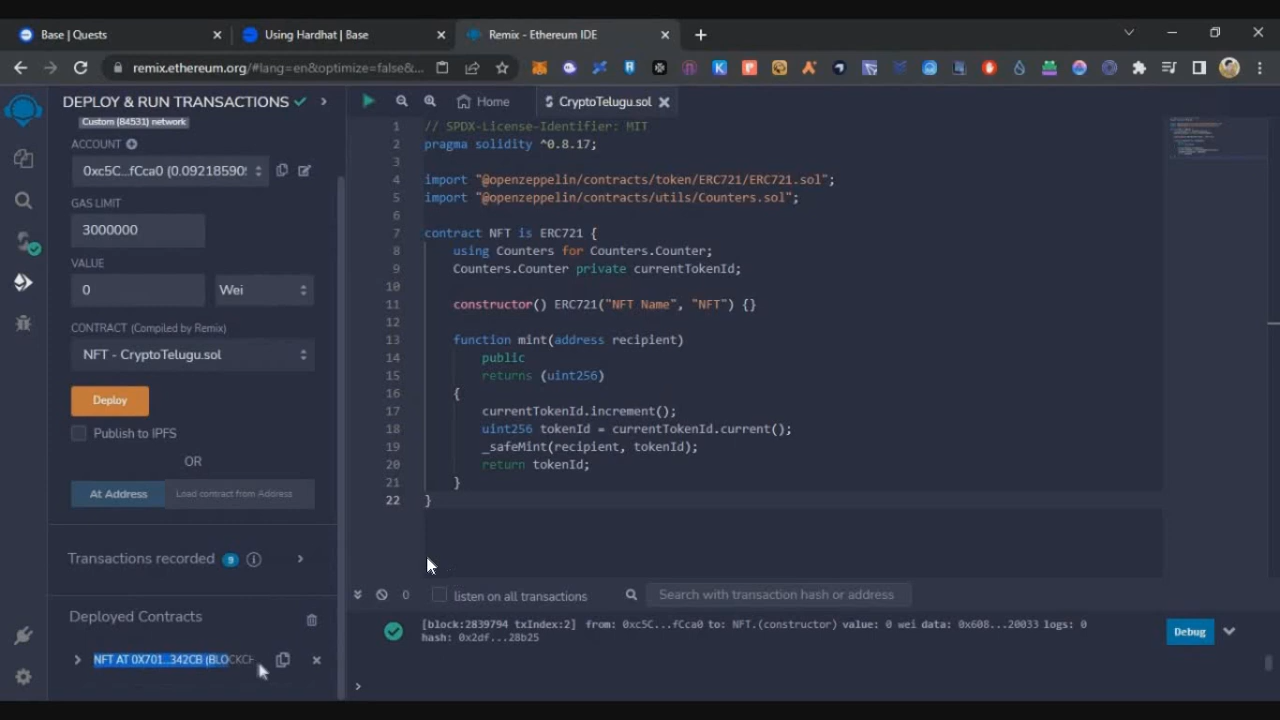 Base | Quests
Using Hardhat | Base
Remix - Ethereum IDE
remix.ethereum.org/#lang=en&optimize=false&...
DEPLOY & RUN TRANSACTIONS
Custom (84531) network
ACCOUNT
0xc5C...fCca0 (0.09218590
GAS LIMIT
3000000
VALUE
0
Wei
CONTRACT (Compiled by Remix)
NFT - CryptoTelugu.sol
Deploy
Publish to IPFS
OR
At Address
Load contract from Address
Transactions recorded 9 i
Deployed Contracts
NFT AT 0X701...342CB (BLOCKCH
Home
CryptoTelugu.sol
1 // SPDX-License-Identifier: MIT
2 pragma solidity ^0.8.17;
3
4 import "@openzeppelin/contracts/token/ERC721/ERC721.sol";
5 import "@openzeppelin/contracts/utils/Counters.sol";
6
7 contract NFT is ERC721 {
8 using Counters for Counters.Counter;
9 Counters.Counter private currentTokenId;
10
11 constructor() ERC721("NFT Name", "NFT") {}
12
13 function mint(address recipient)
14 public
15 returns (uint256)
16 {
17 currentTokenId.increment();
18 uint256 tokenId = currentTokenId.current();
19 _safeMint(recipient, tokenId);
20 return tokenId;
21 }
22 }
0
listen on all transactions
Search with transaction hash or address
[block:2839794 txIndex:2] from: 0xc5C...fCca0 to: NFT.(constructor) value: 0 wei data: 0x608...20033 logs: 0
hash: 0x2df...28b25
Debug